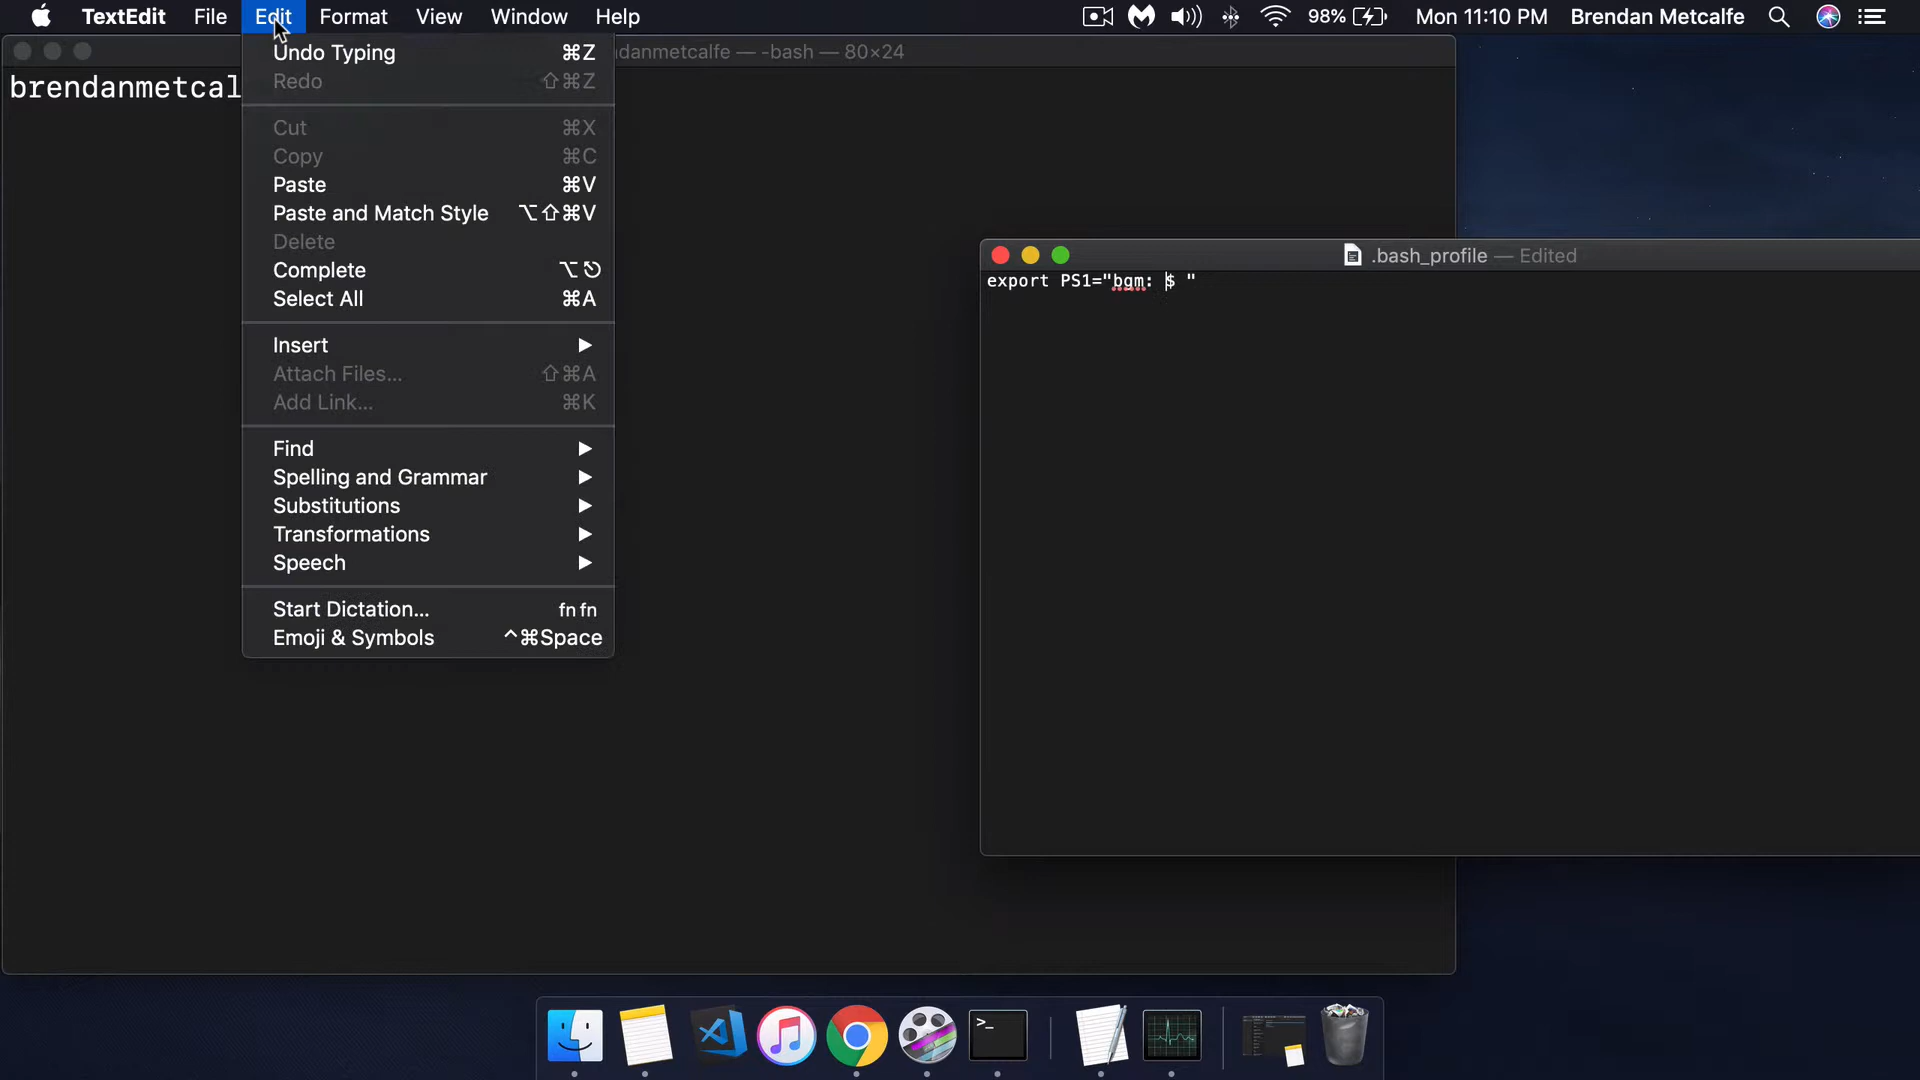 TextEdit File Edit Format View Window Help 98% Mon 11:10 PM Brendan Metcalfe
ndanmetcalfe — -bash — 80×24
brendanmetcal
Undo Typing ⌘Z
Redo ⇧⌘Z
Cut ⌘X
Copy ⌘C
Paste ⌘V
Paste and Match Style ⌥⇧⌘V
Delete
Complete ⌥⎋
Select All ⌘A
Insert ▶
Attach Files... ⇧⌘A
Add Link... ⌘K
Find ▶
Spelling and Grammar ▶
Substitutions ▶
Transformations ▶
Speech ▶
Start Dictation... fn fn
Emoji & Symbols ^⌘Space
.bash_profile — Edited
export PS1="bgm: $ "
>_